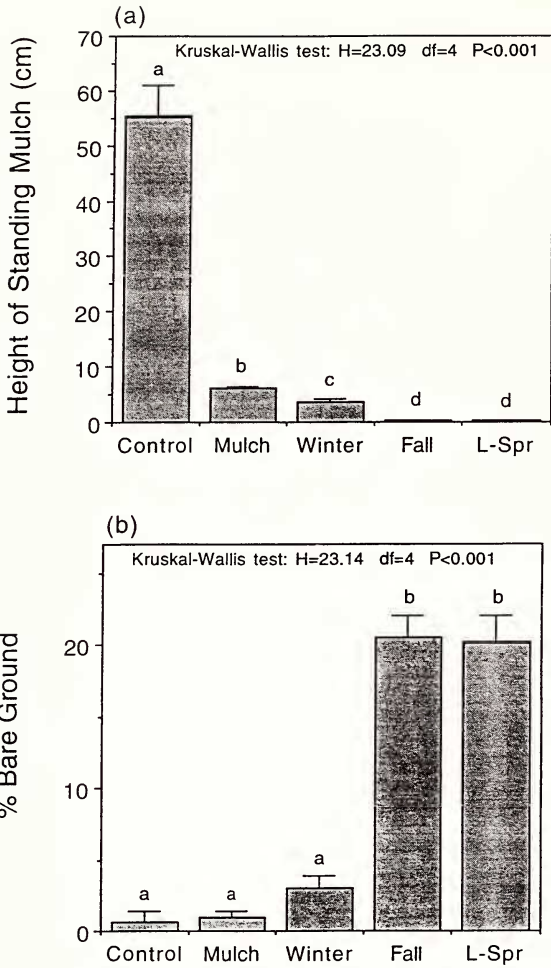 (a)
Kruskal-Wallis test: H=23.09 df=4 P<0.001
Height of Standing Mulch (cm)
70
60
50
40
30
20
10
0
a
b
c
d
d
Control Mulch Winter Fall L-Spr
(b)
Kruskal-Wallis test: H=23.14 df=4 P<0.001
% Bare Ground
20
10
0
a
a
a
b
b
Control Mulch Winter Fall L-Spr